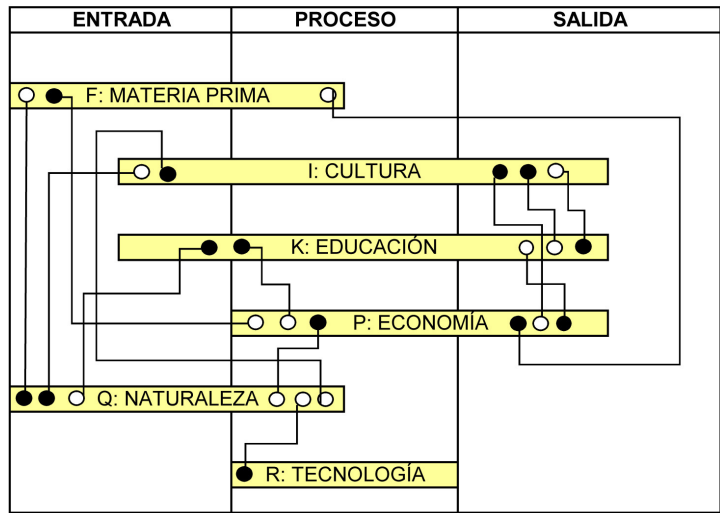 ENTRADA PROCESO SALIDA
F: MATERIA PRIMA
I: CULTURA
K: EDUCACIÓN
P: ECONOMÍA
Q: NATURALEZA
R: TECNOLOGÍA